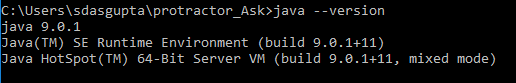 C:\Users\sdasgupta\protractor_Ask>java --version
java 9.0.1
Java(TM) SE Runtime Environment (build 9.0.1+11)
Java HotSpot(TM) 64-Bit Server VM (build 9.0.1+11, mixed mode)